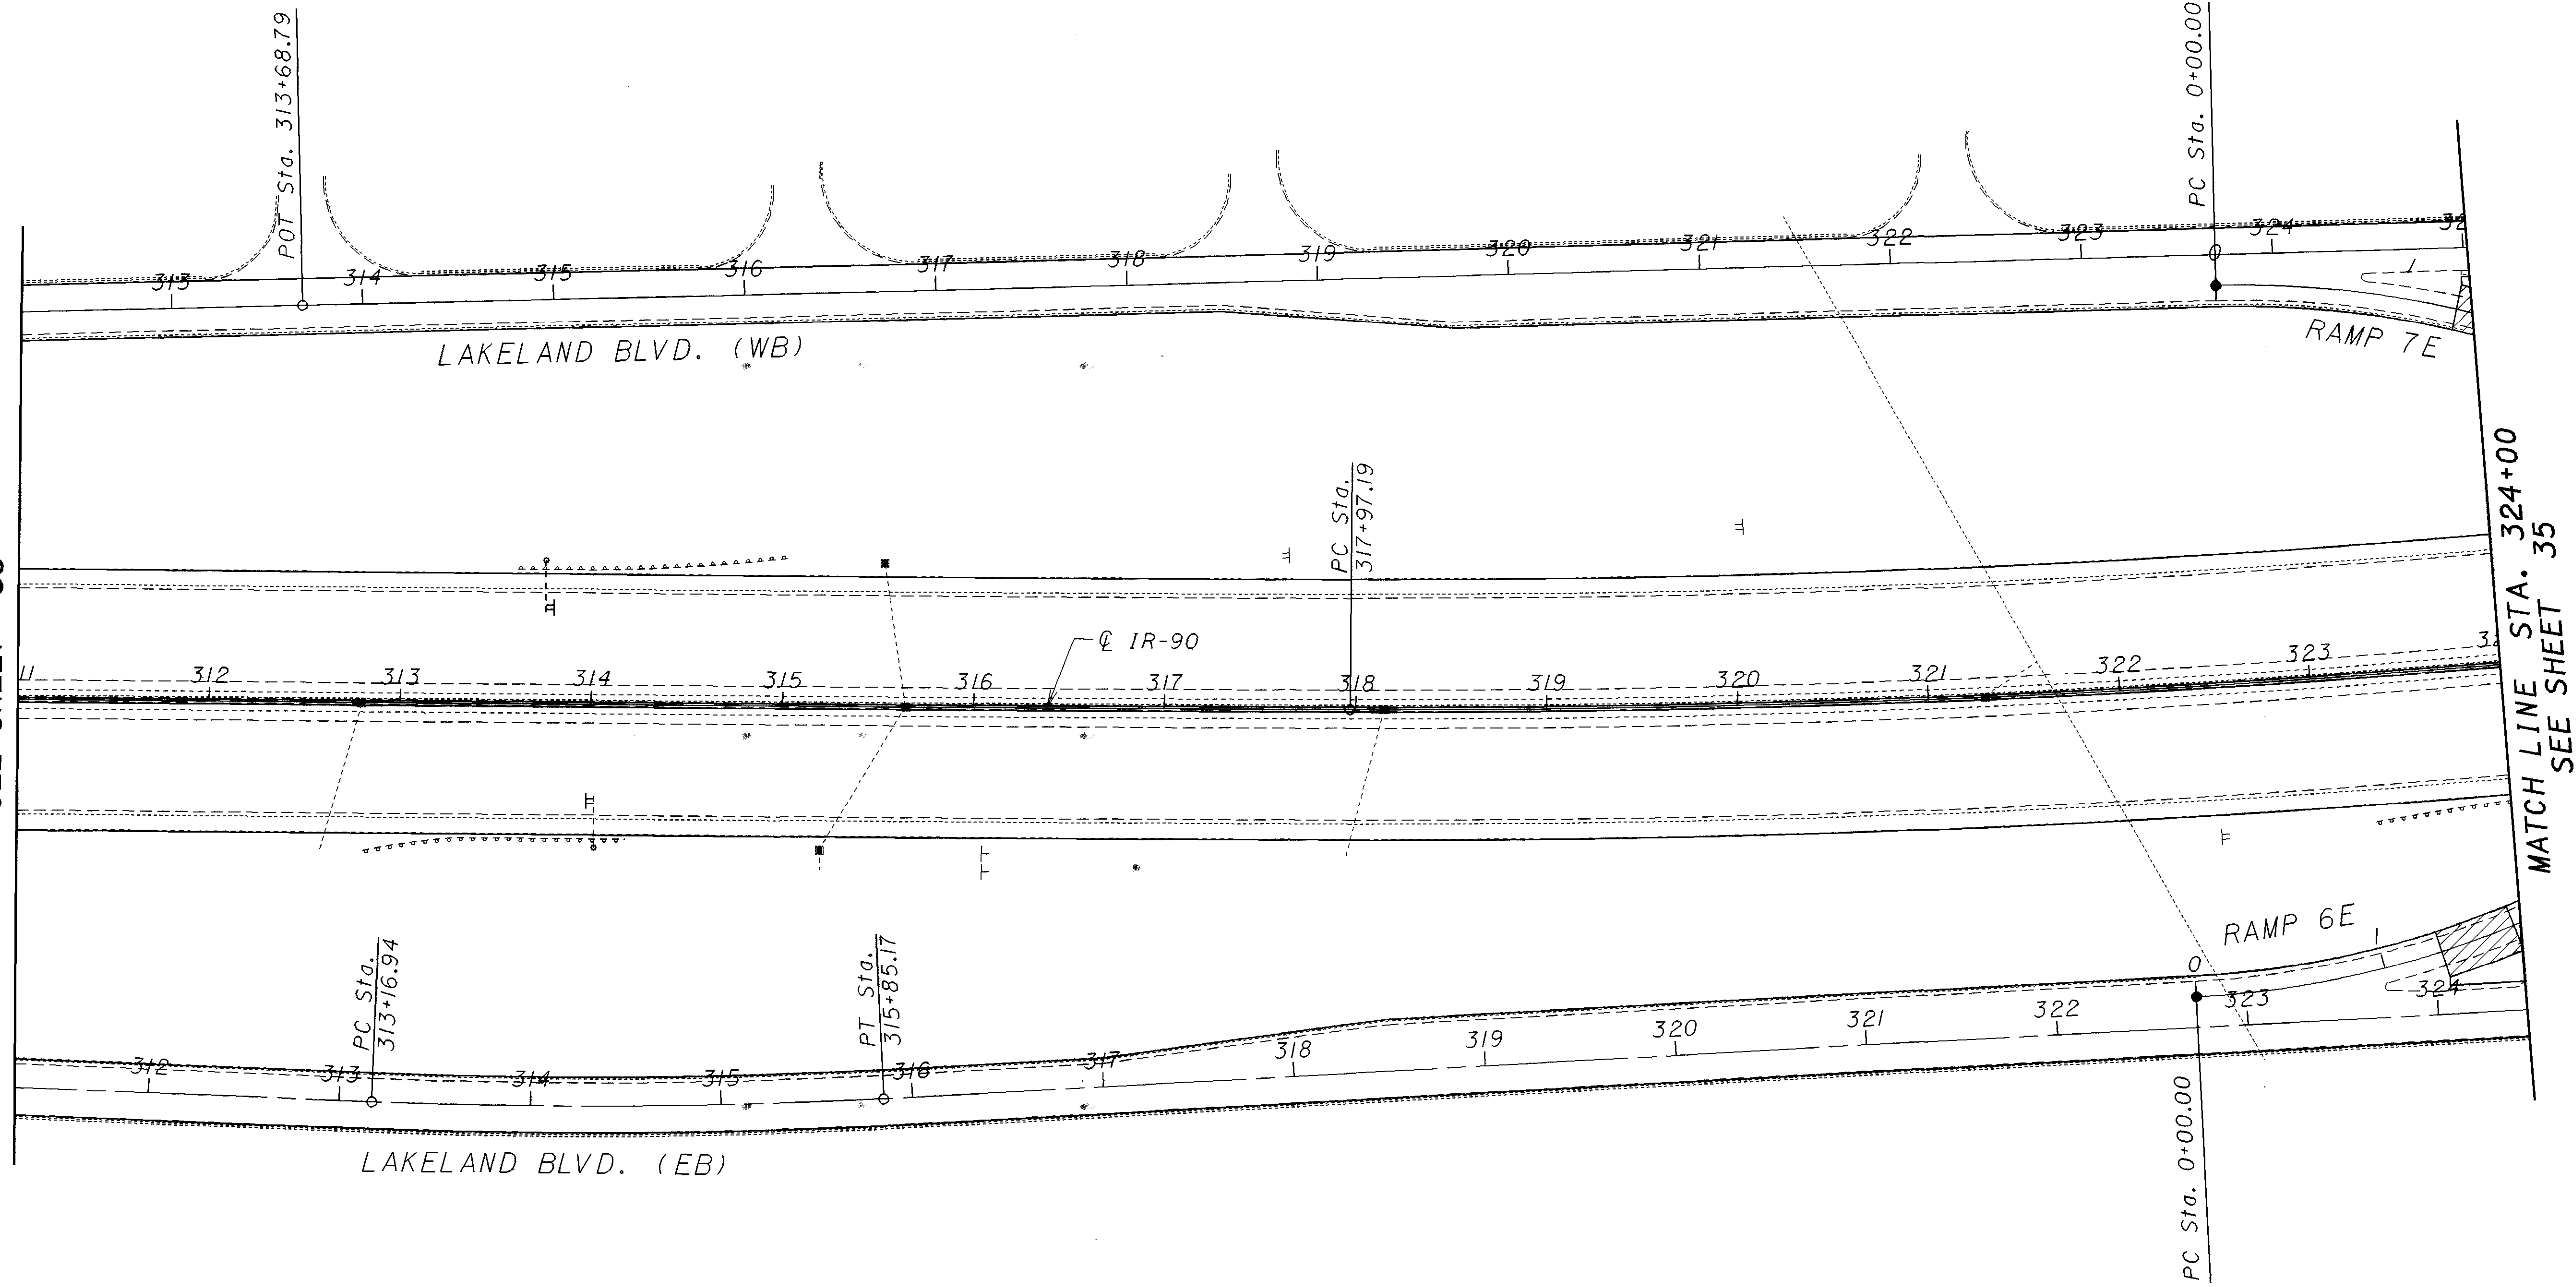 POT Sta. 313+68.79
PC Sta. 0+00.00
313 314 315 316 317 318 319 320 321 322 323 324
0
1
LAKELAND BLVD. (WB)
RAMP 7E
PC Sta.
317+97.19
℄ IR-90
312 313 314 315 316 317 318 319 320 321 322 323
MATCH LINE STA. 324+00
SEE SHEET 35
RAMP 6E
0
1
PC Sta.
313+16.94
PT Sta.
315+85.17
312 313 314 315 316 317 318 319 320 321 322 323 324
LAKELAND BLVD. (EB)
PC Sta. 0+00.00